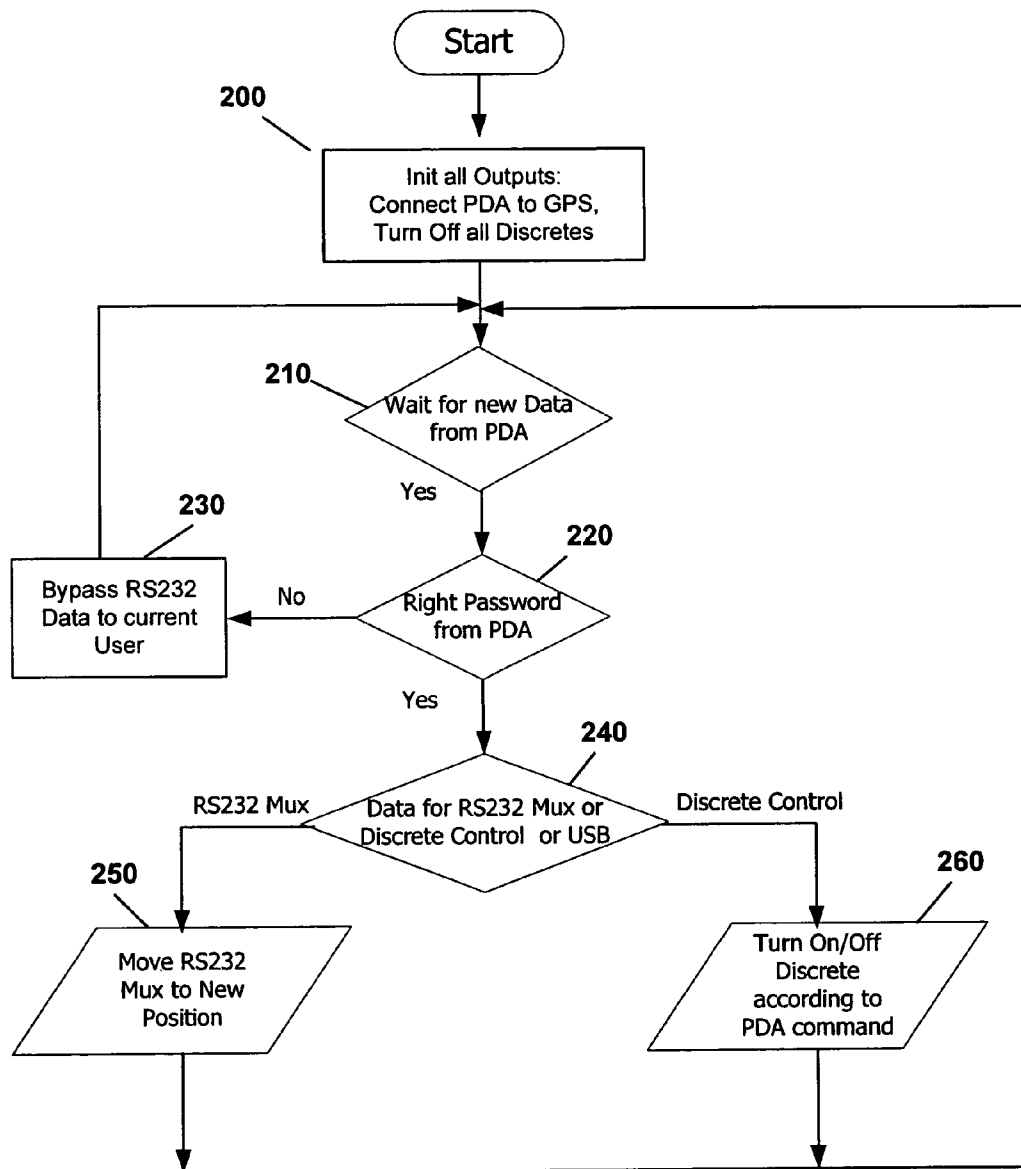 Start
200
Init all Outputs:
Connect PDA to GPS,
Turn Off all Discretes
210
Wait for new Data
from PDA
Yes
230
220
Bypass RS232
Data to current
User
No
Right Password
from PDA
Yes
240
RS232 Mux
Data for RS232 Mux or
Discrete Control or USB
Discrete Control
250
260
Move RS232
Mux to New
Position
Turn On/Off
Discrete
according to
PDA command